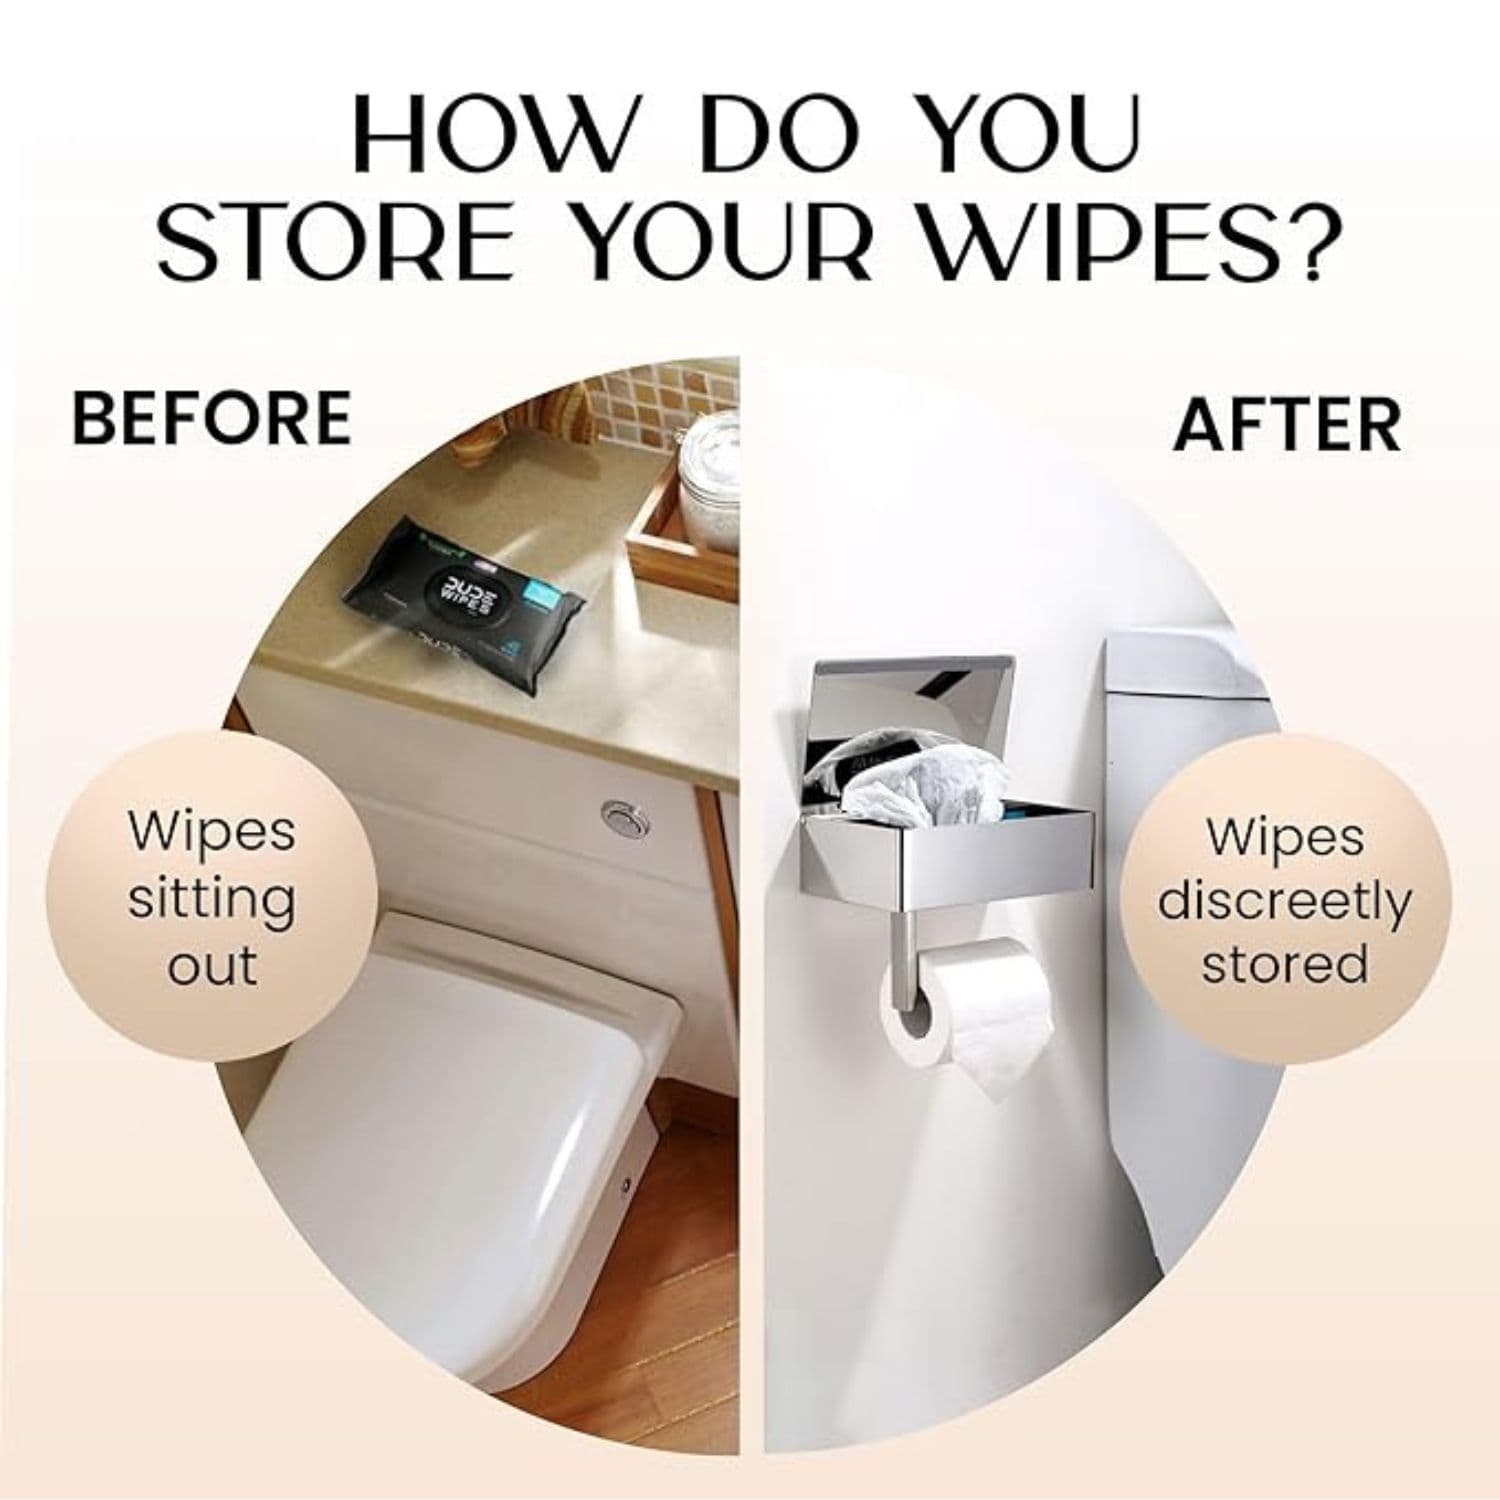 HOW DO YOU
STORE YOUR WIPES?
BEFORE
AFTER
DUDE
WIPES
Wipes
sitting
out
Wipes
discreetly
stored